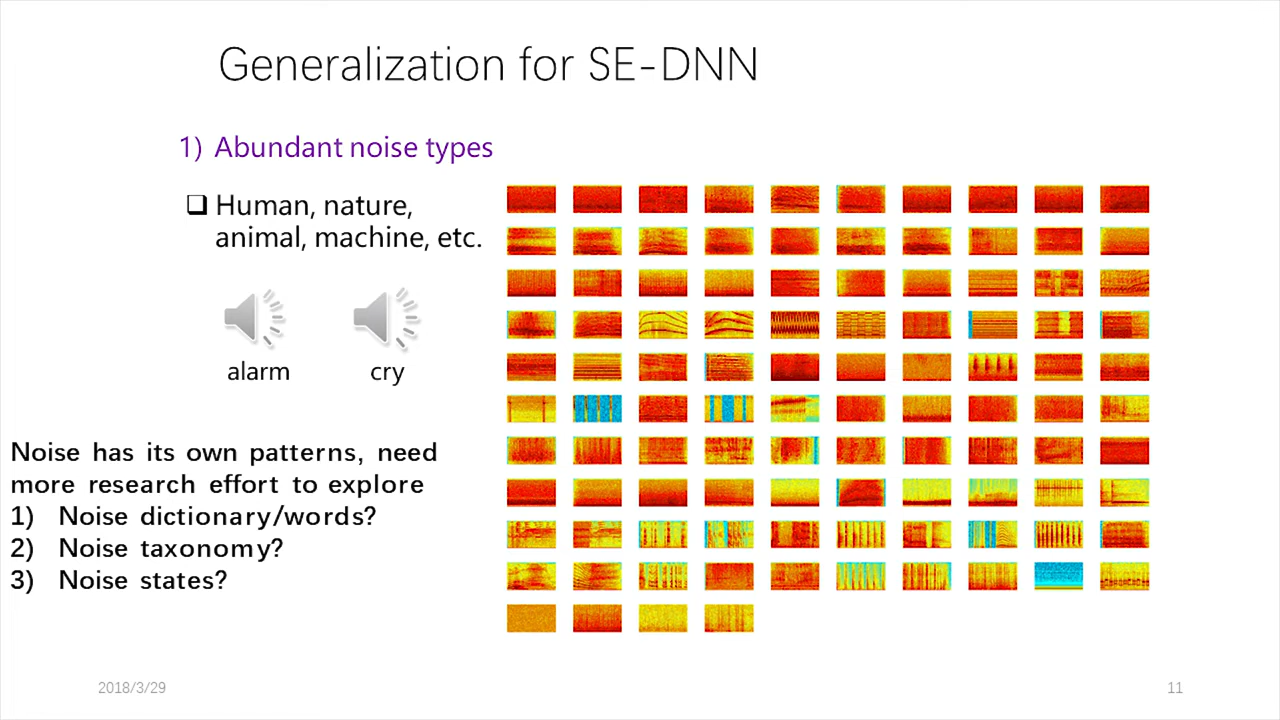 Generalization for SE-DNN
1) Abundant noise types
Human, nature,
animal, machine, etc.
alarm cry
Noise has its own patterns, need
more research effort to explore
1) Noise dictionary/words?
2) Noise taxonomy?
3) Noise states?
2018/3/29 11